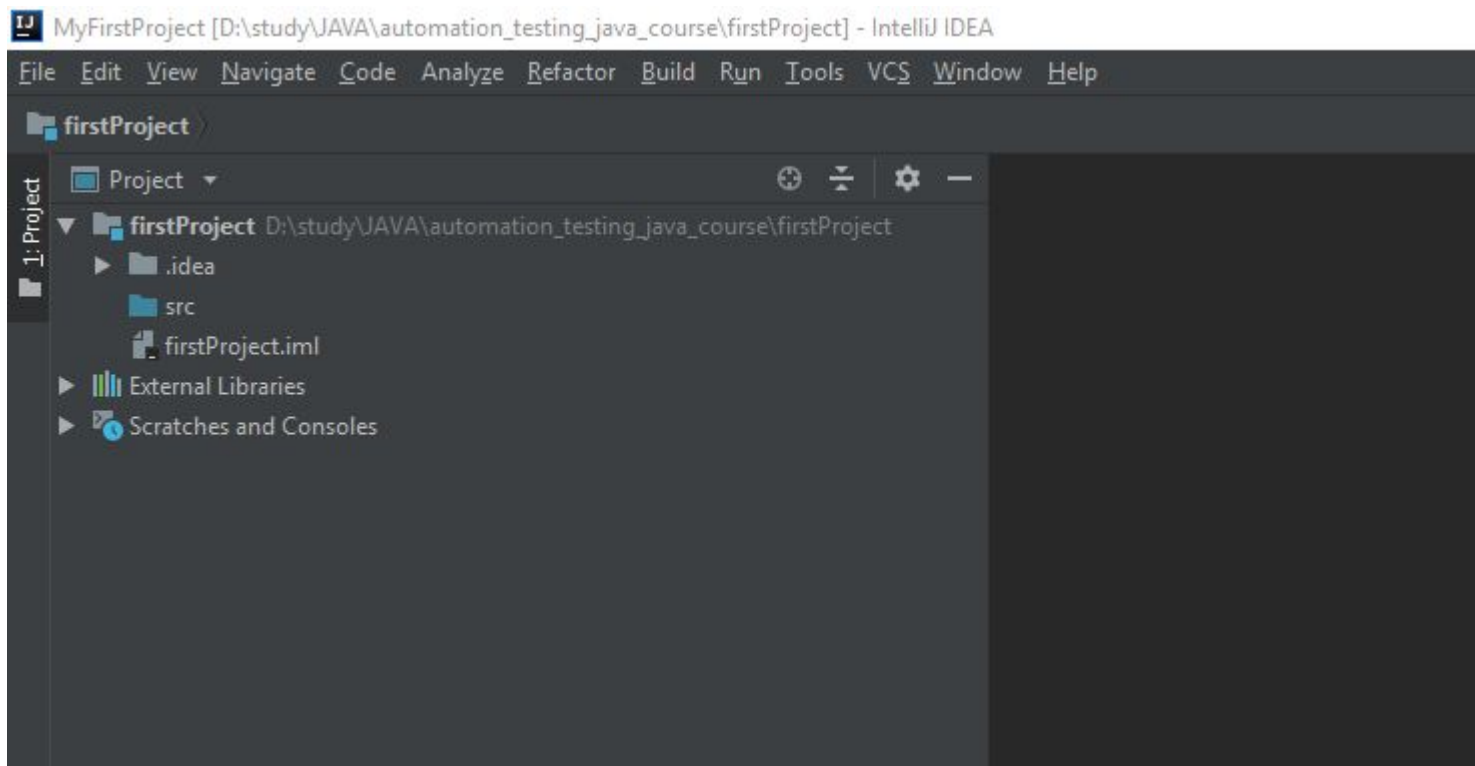 IJ MyFirstProject [D:\study\JAVA\automation_testing_java_course\firstProject] - IntelliJ IDEA
File Edit View Navigate Code Analyze Refactor Build Run Tools VCS Window Help
firstProject
1: Project
Project
firstProject D:\study\JAVA\automation_testing_java_course\firstProject
.idea
src
firstProject.iml
External Libraries
Scratches and Consoles